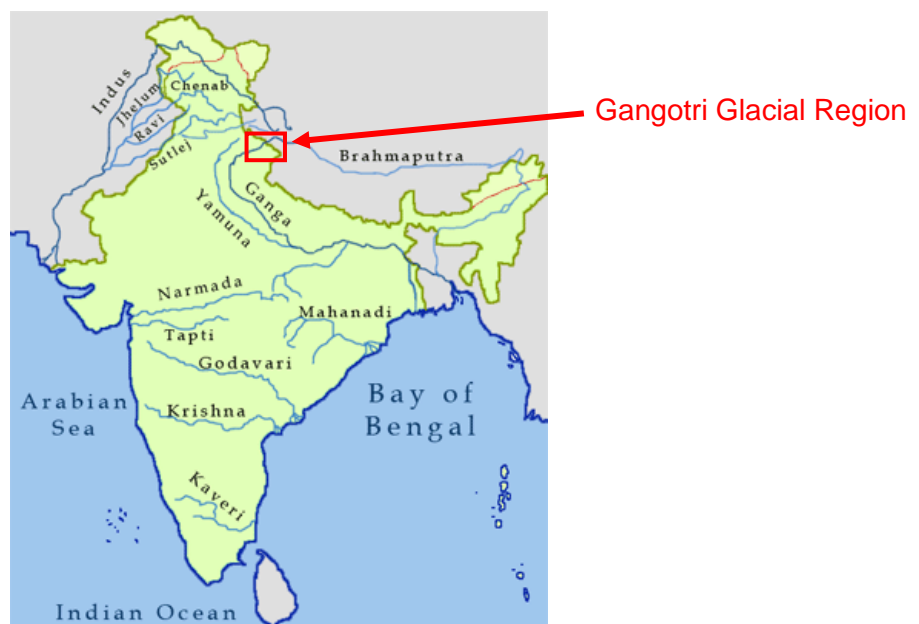 Indus
Jhelum
Chenab
Ravi
Sutlej
Gangotri Glacial Region
Brahmaputra
Ganga
Yamuna
Narmada
Mahanadi
Tapti
Godavari
Arabian
Sea
Bay of
Bengal
Krishna
Kaveri
Indian Ocean